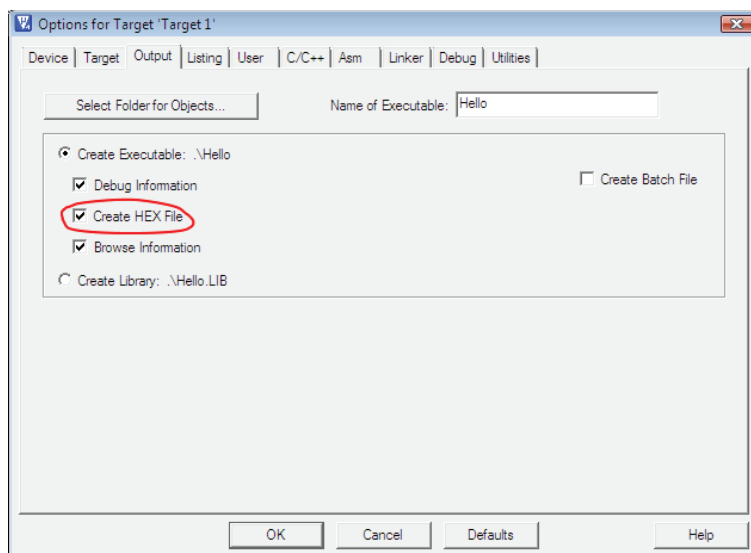 Options for Target 'Target 1'
Device Target Output Listing User C/C++ Asm Linker Debug Utilities
Select Folder for Objects... Name of Executable: Hello
Create Executable: .\Hello
Debug Information Create Batch File
Create HEX File
Browse Information
Create Library: .\Hello.LIB
OK Cancel Defaults Help